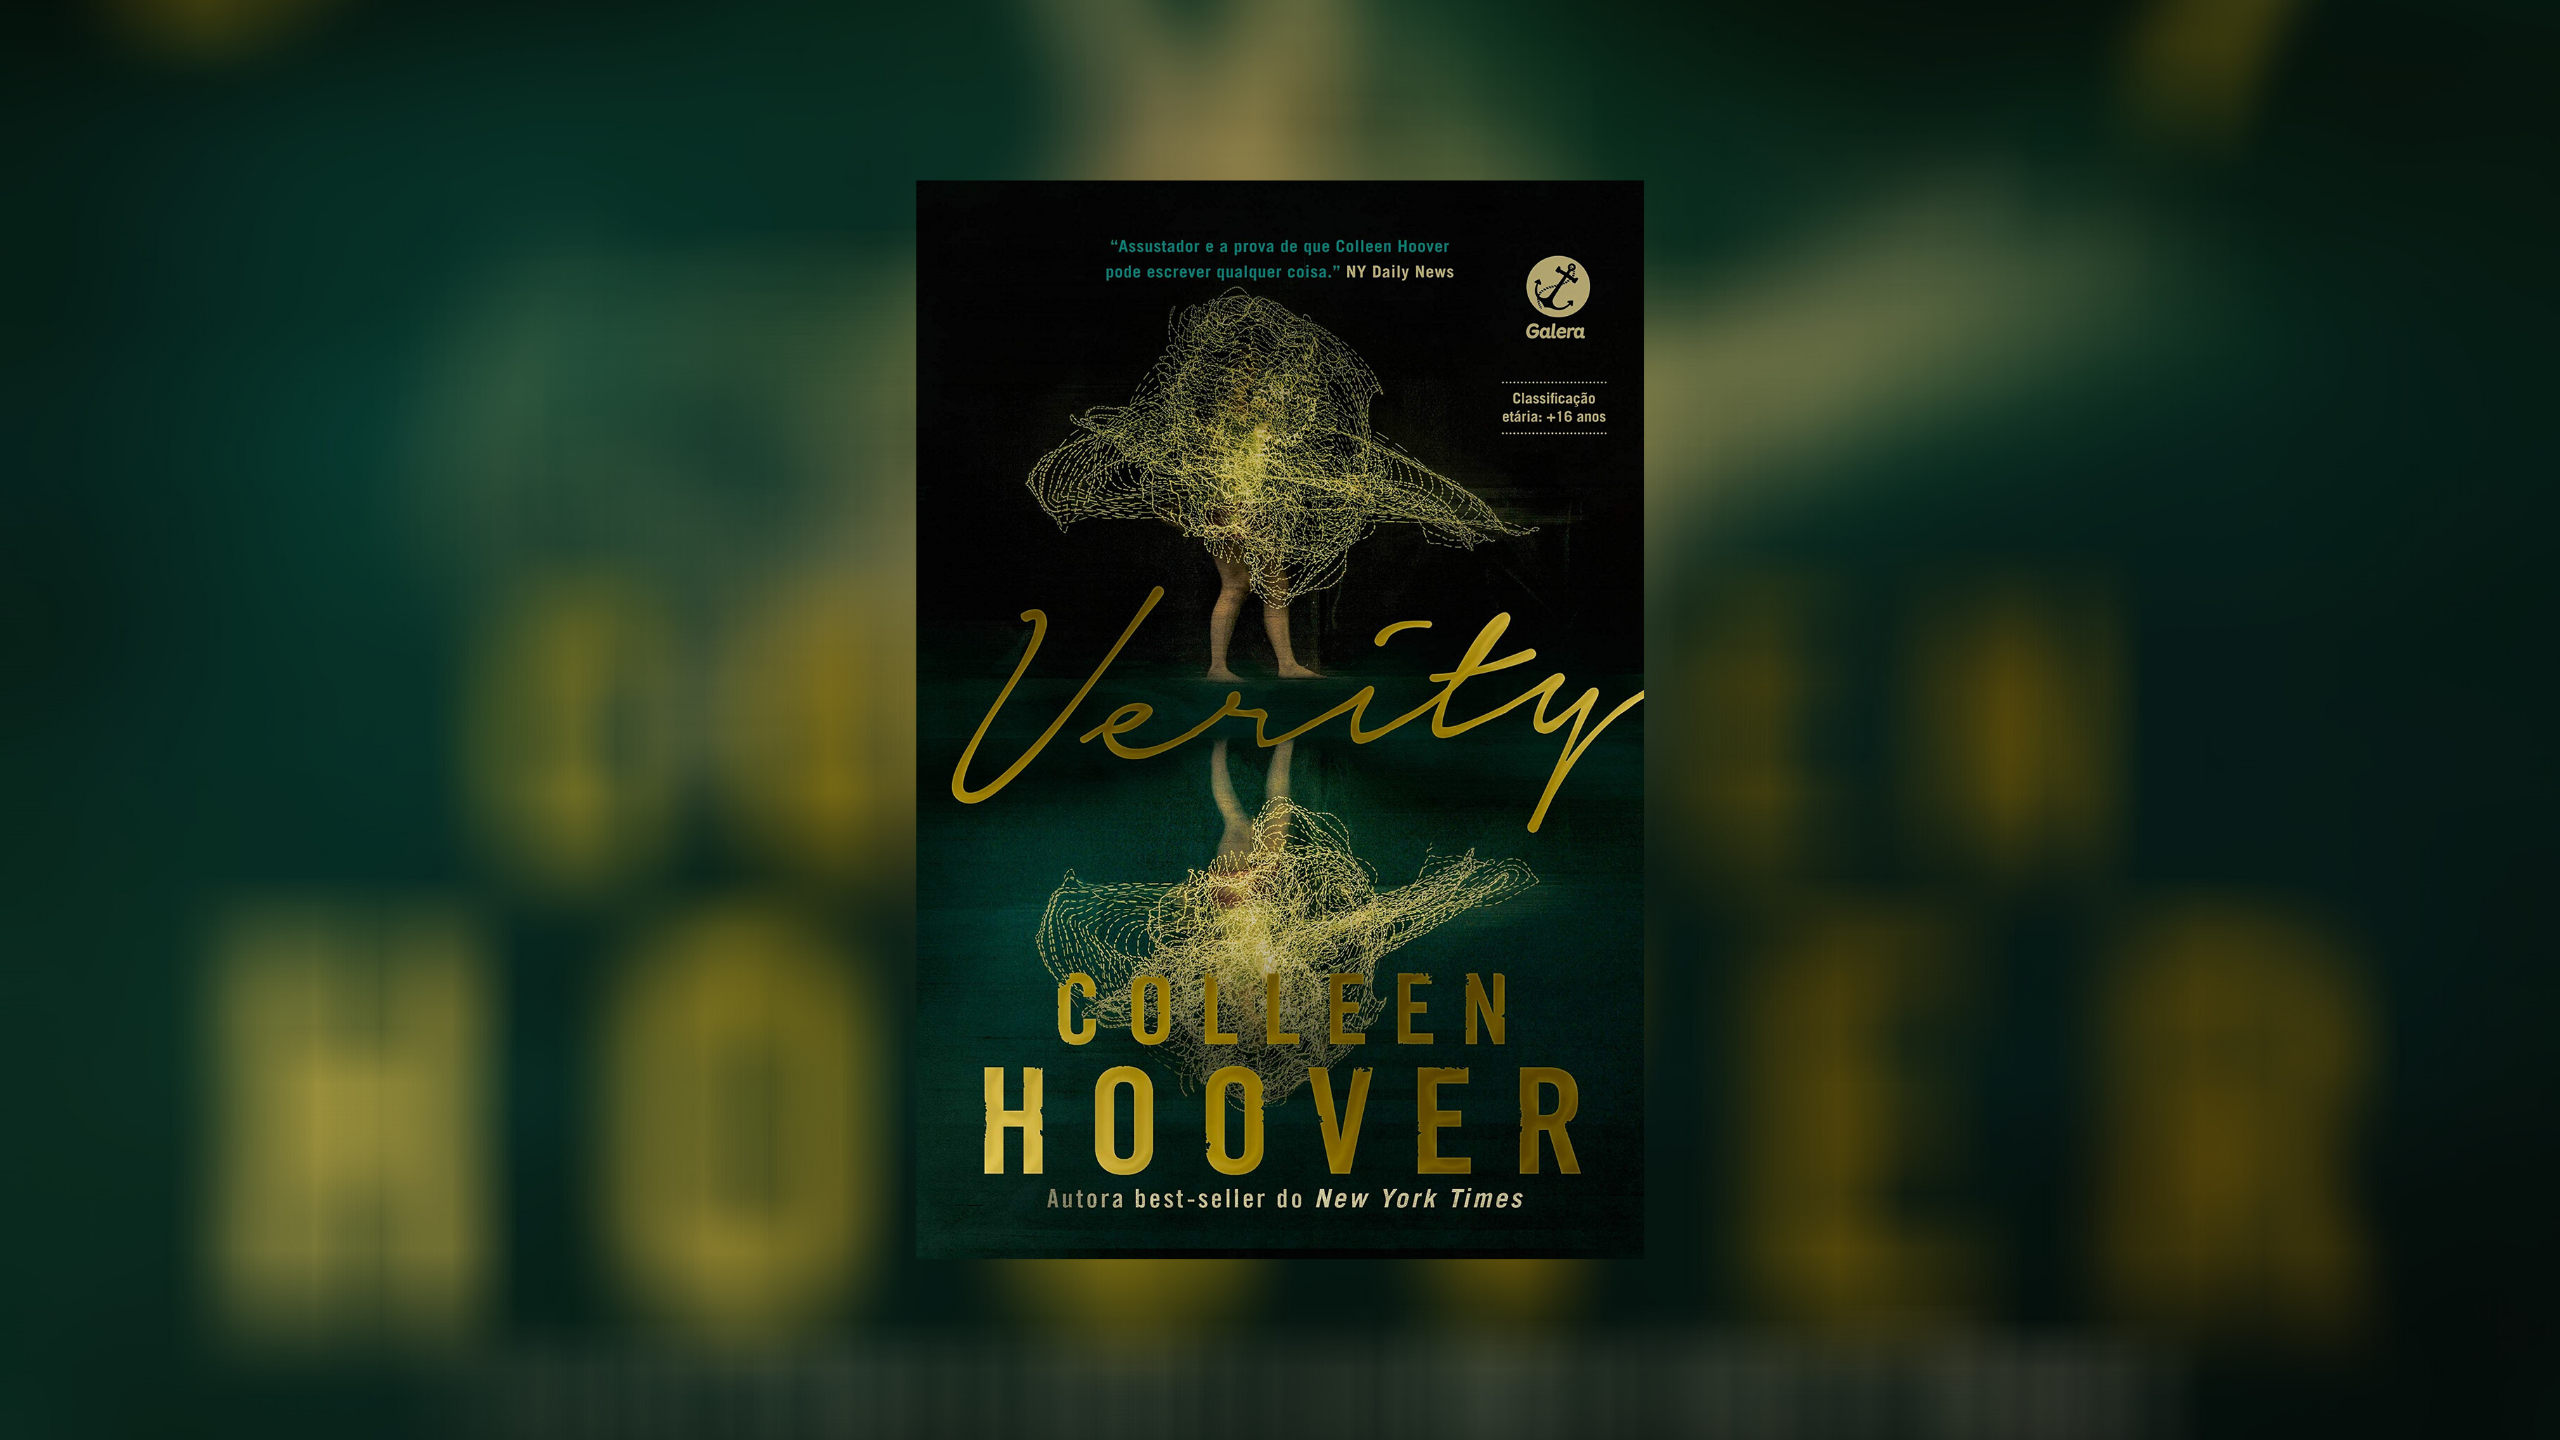 “Assustador e a prova de que Colleen Hoover
pode escrever qualquer coisa.” NY Daily News
Galera
Classificação
etária: +16 anos
Verity
COLLEEN
HOOVER
Autora best-seller do New York Times